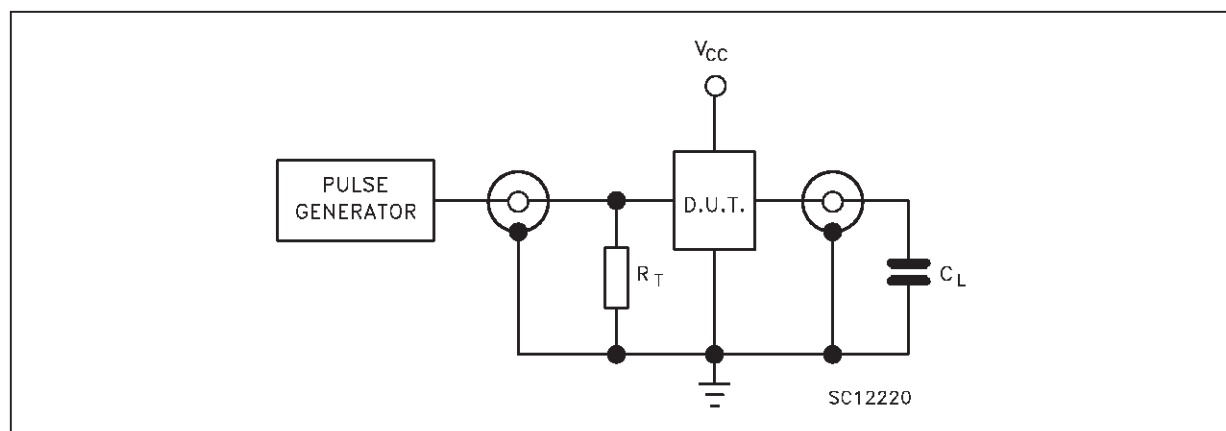 VCC
PULSE
GENERATOR
D.U.T.
RT
CL
SC12220